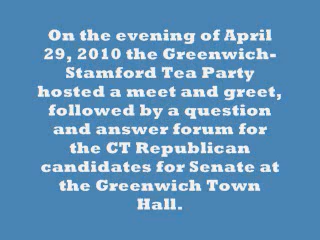 On the evening of April
29, 2010 the Greenwich-
Stamford Tea Party
hosted a meet and greet,
followed by a question
and answer forum for
the CT Republican
candidates for Senate at
the Greenwich Town
Hall.